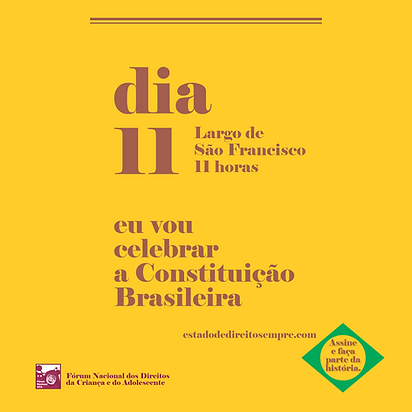 dia
11
Largo de
São Francisco
11 horas
eu vou
celebrar
a Constituição
Brasileira
estadodedireitosempre.com
Assine
e faça
parte da
história.
Fórum Nacional dos Direitos
da Criança e do Adolescente